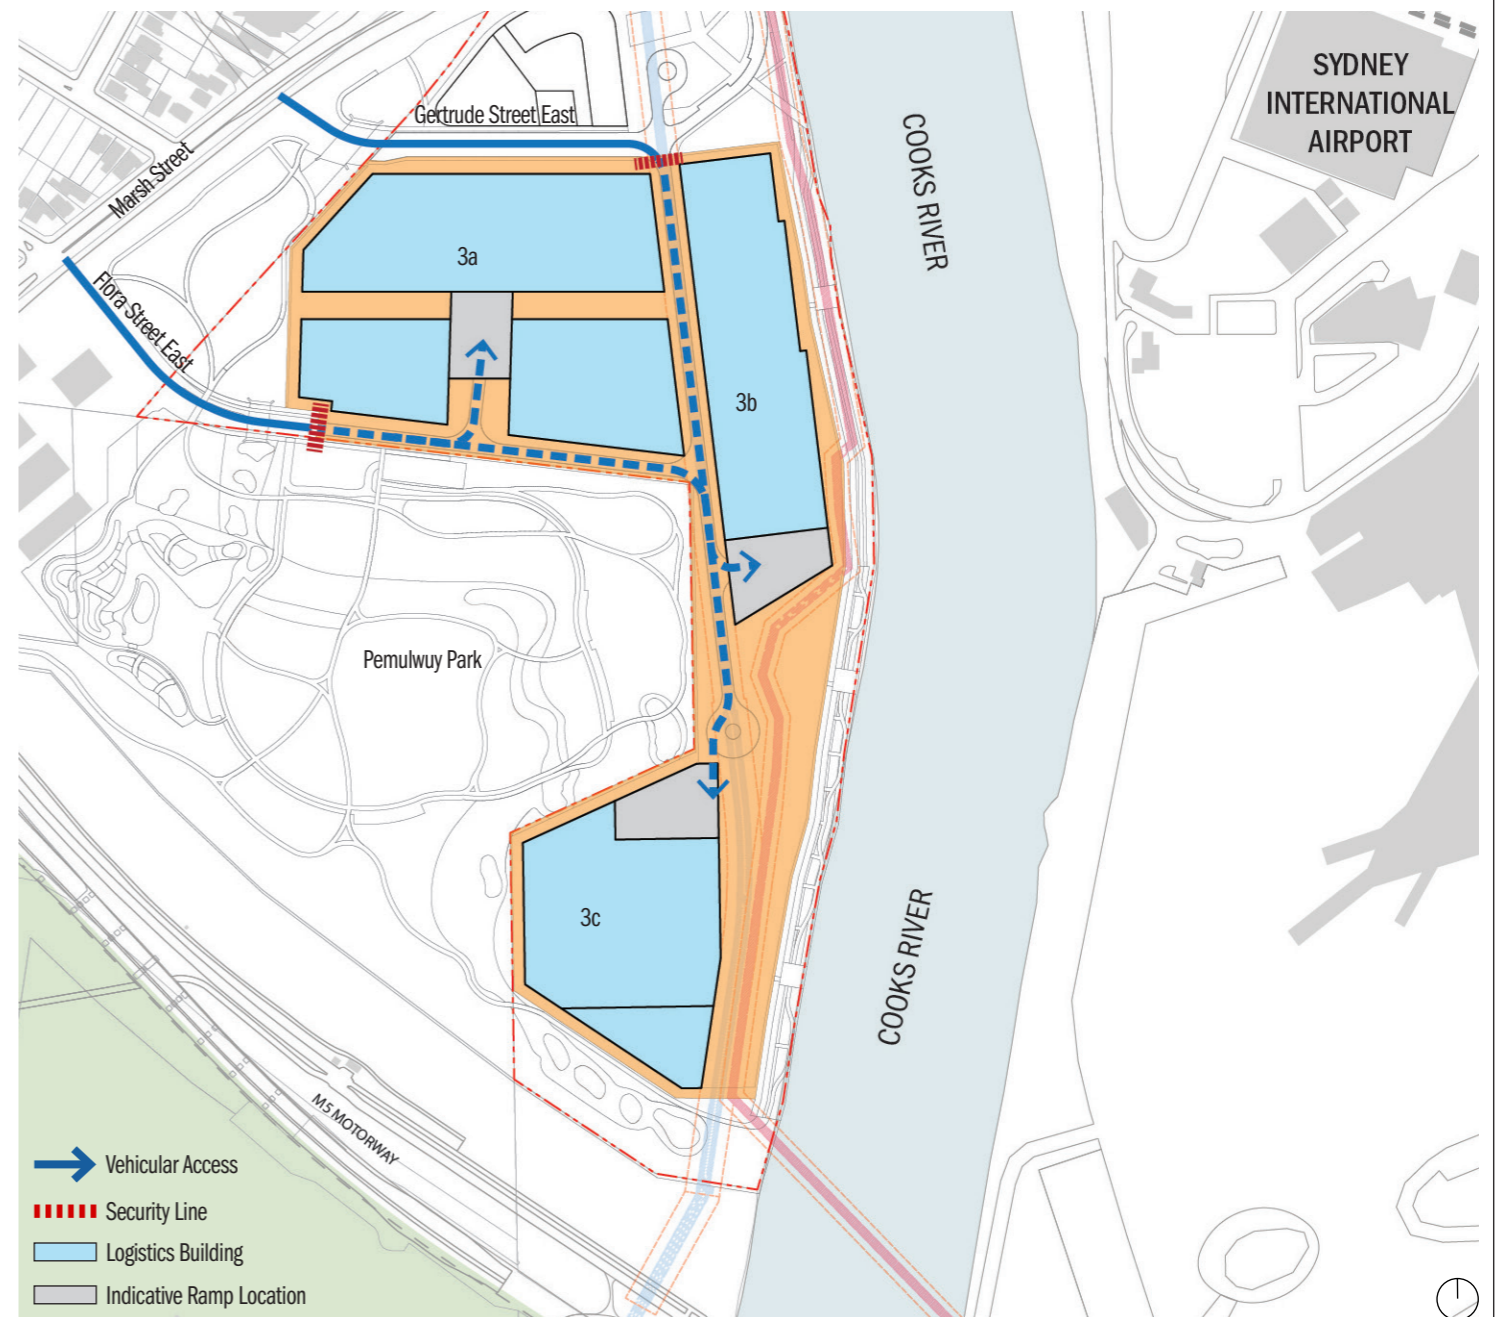 SYDNEY
INTERNATIONAL
AIRPORT
Gertrude Street East
COOKS RIVER
Marsh Street
3a
Flora Street East
3b
Pemulwuy Park
3c
COOKS RIVER
M5 MOTORWAY
Vehicular Access
Security Line
Logistics Building
Indicative Ramp Location